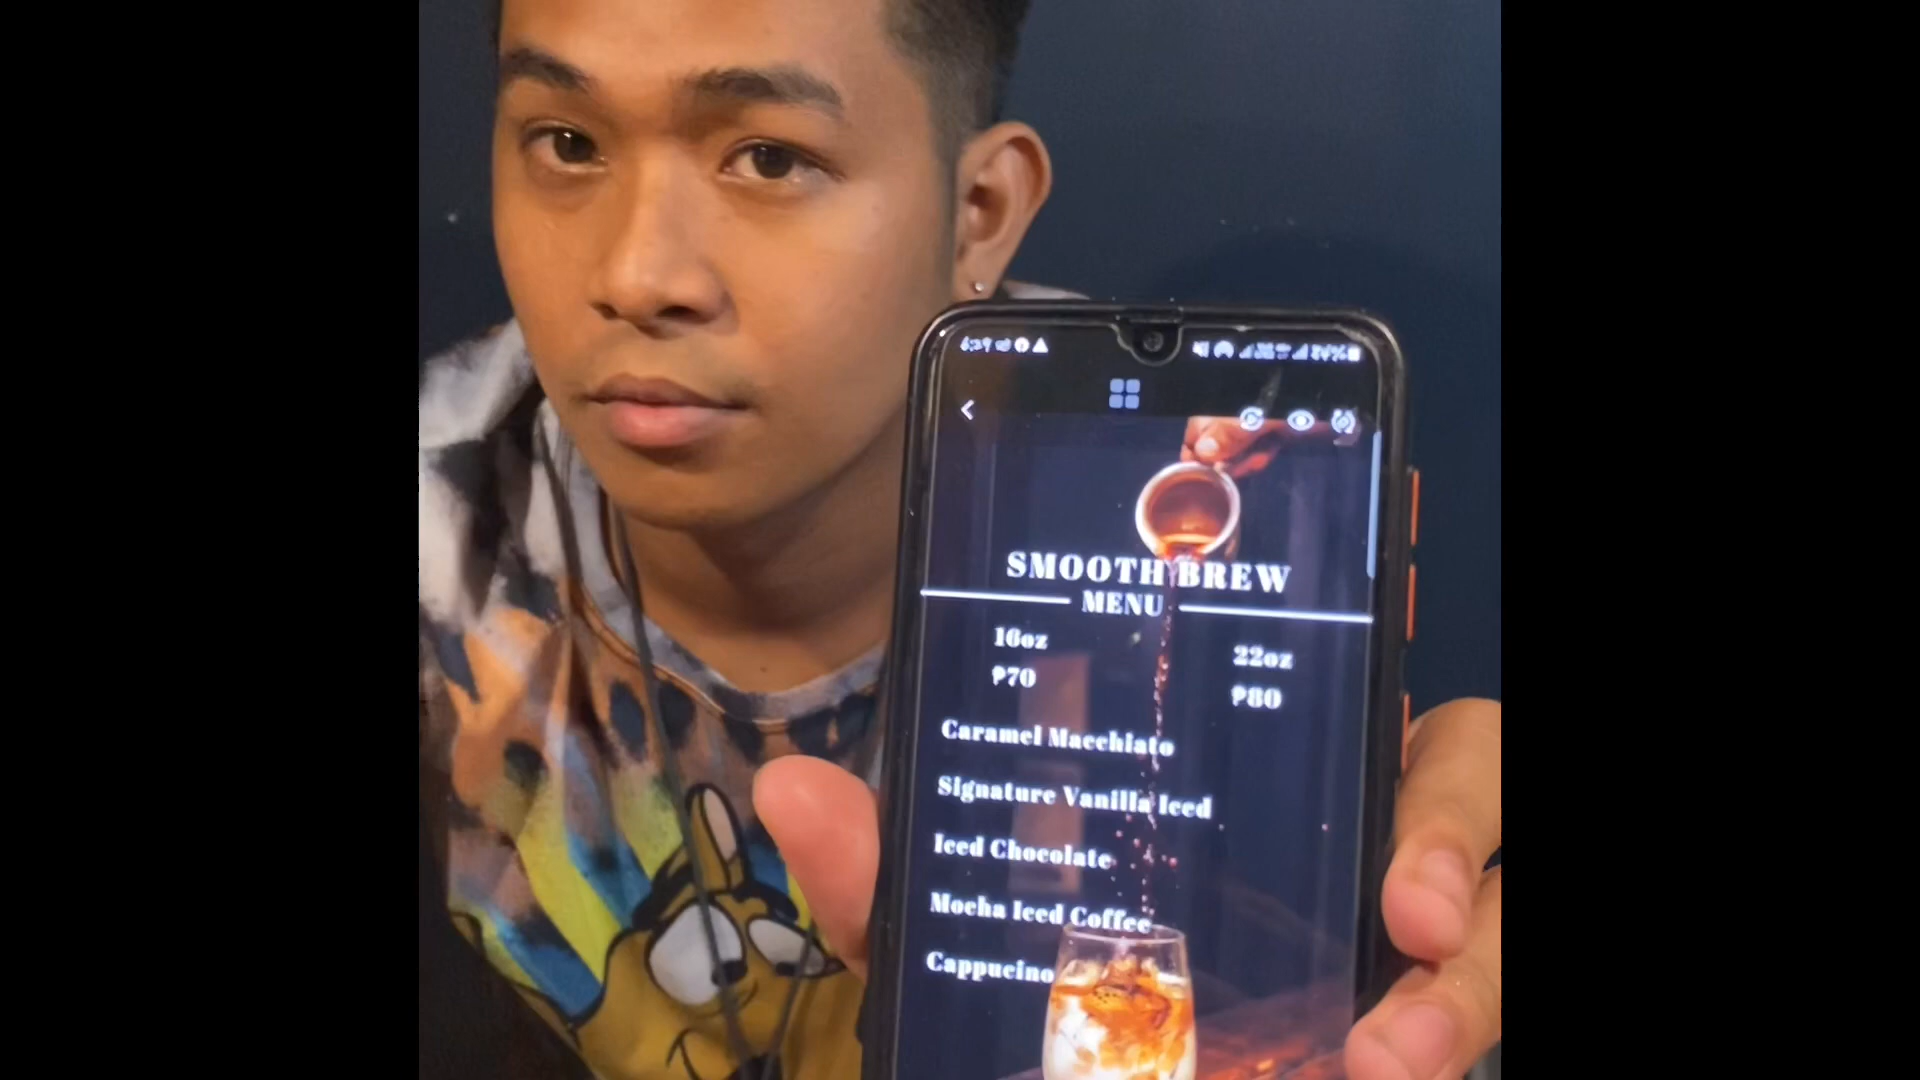 SMOOTH BREW
MENU
16oz 22oz
₱70 ₱80
Caramel Macchiato
Signature Vanilla Iced
Iced Chocolate
Mocha Iced Coffee
Cappucino